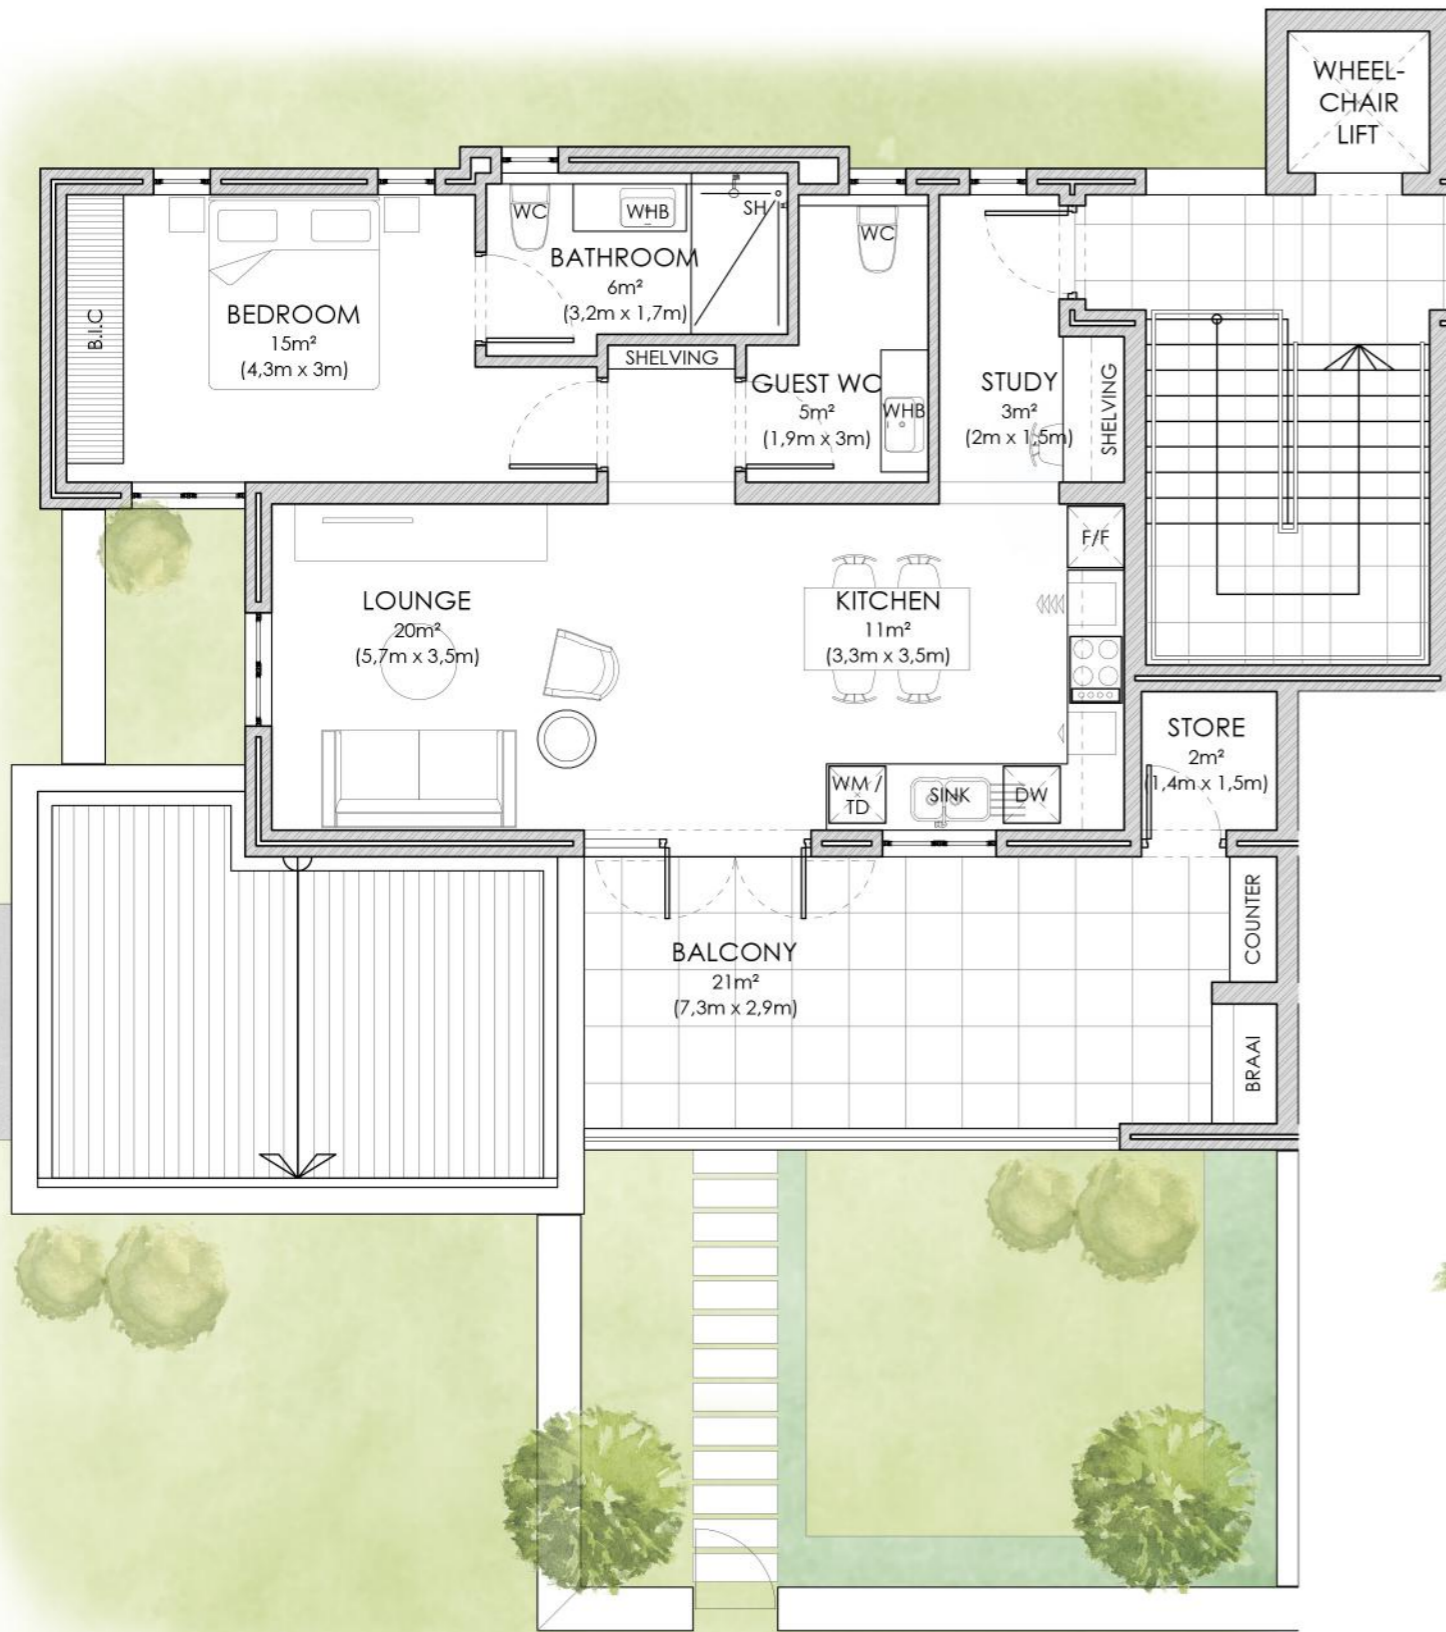 WHEEL-
CHAIR
LIFT
WC
WHB
SH
BATHROOM
6m²
(3,2m x 1,7m)
WC
B.I.C
BEDROOM
15m²
(4,3m x 3m)
SHELVING
GUEST WC
5m²
(1,9m x 3m)
WHB
STUDY
3m²
(2m x 1,5m)
SHELVING
F/F
LOUNGE
20m²
(5,7m x 3,5m)
KITCHEN
11m²
(3,3m x 3,5m)
STORE
2m²
(1,4m x 1,5m)
WM /
TD
SINK
DW
COUNTER
BALCONY
21m²
(7,3m x 2,9m)
BRAAI